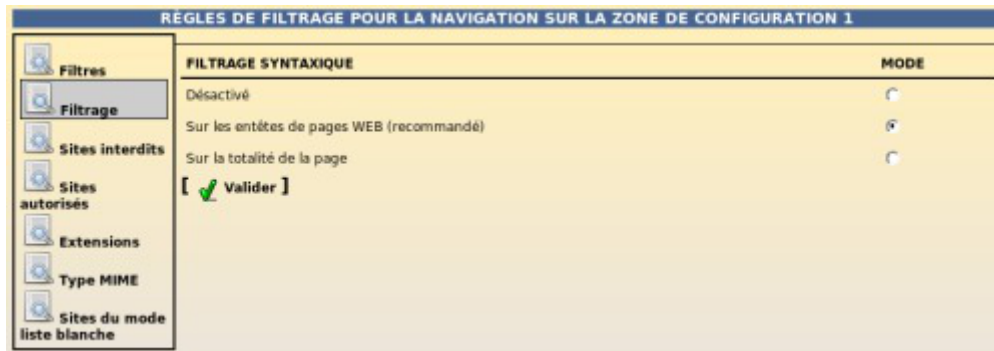 RÈGLES DE FILTRAGE POUR LA NAVIGATION SUR LA ZONE DE CONFIGURATION 1
Filtres
Filtrage
Sites interdits
Sites
autorisés
Extensions
Type MIME
Sites du mode
liste blanche
FILTRAGE SYNTAXIQUE MODE
Désactivé
Sur les entêtes de pages WEB (recommandé)
Sur la totalité de la page
[ Valider ]